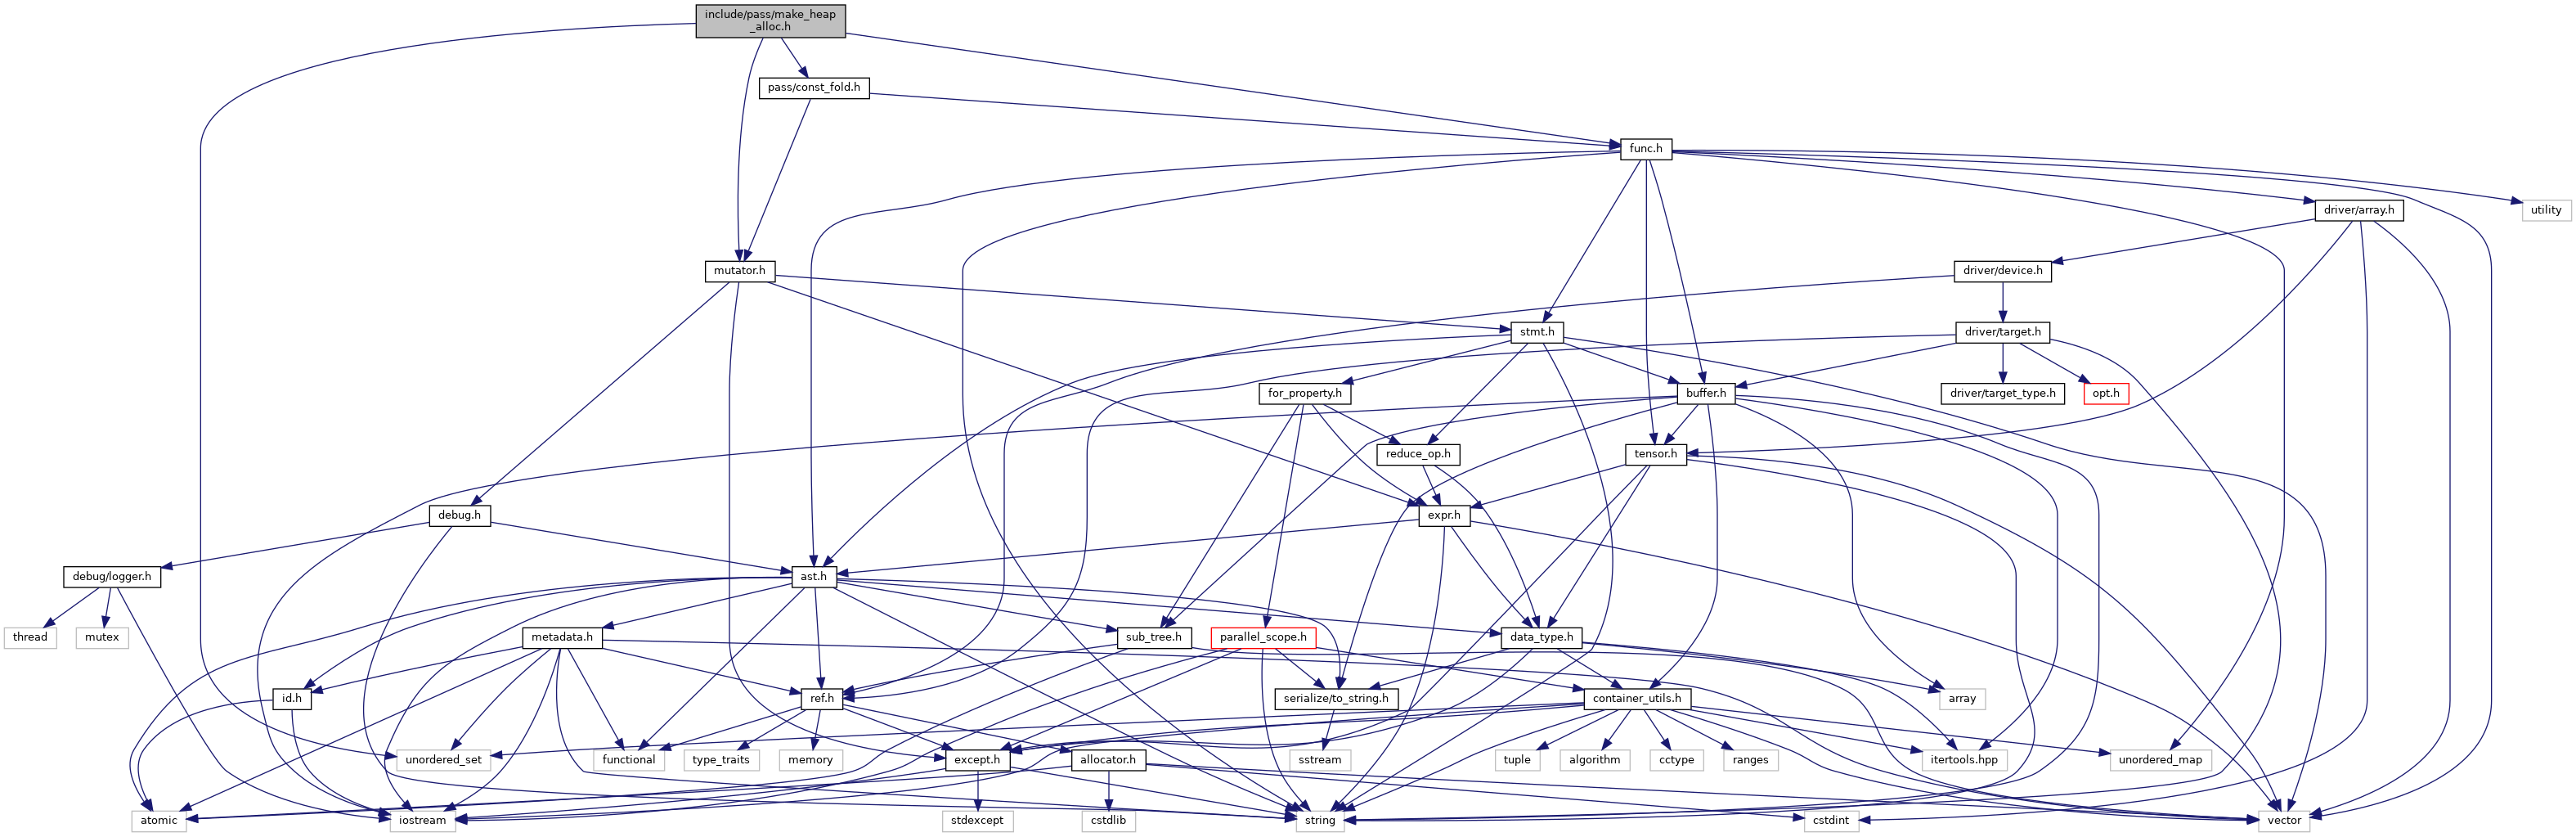 include/pass/make_heap
_alloc.h
pass/const_fold.h
func.h
driver/array.h
utility
mutator.h
driver/device.h
stmt.h
driver/target.h
for_property.h
buffer.h
driver/target_type.h
opt.h
reduce_op.h
tensor.h
debug.h
expr.h
debug/logger.h
ast.h
thread
mutex
metadata.h
sub_tree.h
parallel_scope.h
data_type.h
id.h
ref.h
serialize/to_string.h
container_utils.h
array
unordered_set
functional
type_traits
memory
except.h
allocator.h
sstream
tuple
algorithm
cctype
ranges
itertools.hpp
unordered_map
atomic
iostream
stdexcept
cstdlib
string
cstdint
vector